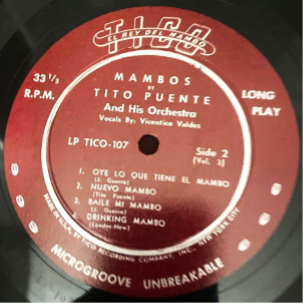 TICO
EL REY DEL MAMBO
33 1/3
R.P.M.
MAMBOS
BY
TITO PUENTE
And His Orchestra
Vocals By: Vicentico Valdes
LONG
PLAY
LP TICO-107
Side 2
(Vol. 3)
1. OYE LO QUE TIENE EL MAMBO
(J. Guerra)
2. NUEVO MAMBO
(Tito Puente)
3. BAILE MI MAMBO
(J. Guerra)
4. DRINKING MAMBO
MADE IN U.S.A. BY TICO RECORDING COMPANY, INC., NEW YORK CITY
MICROGROOVE UNBREAKABLE